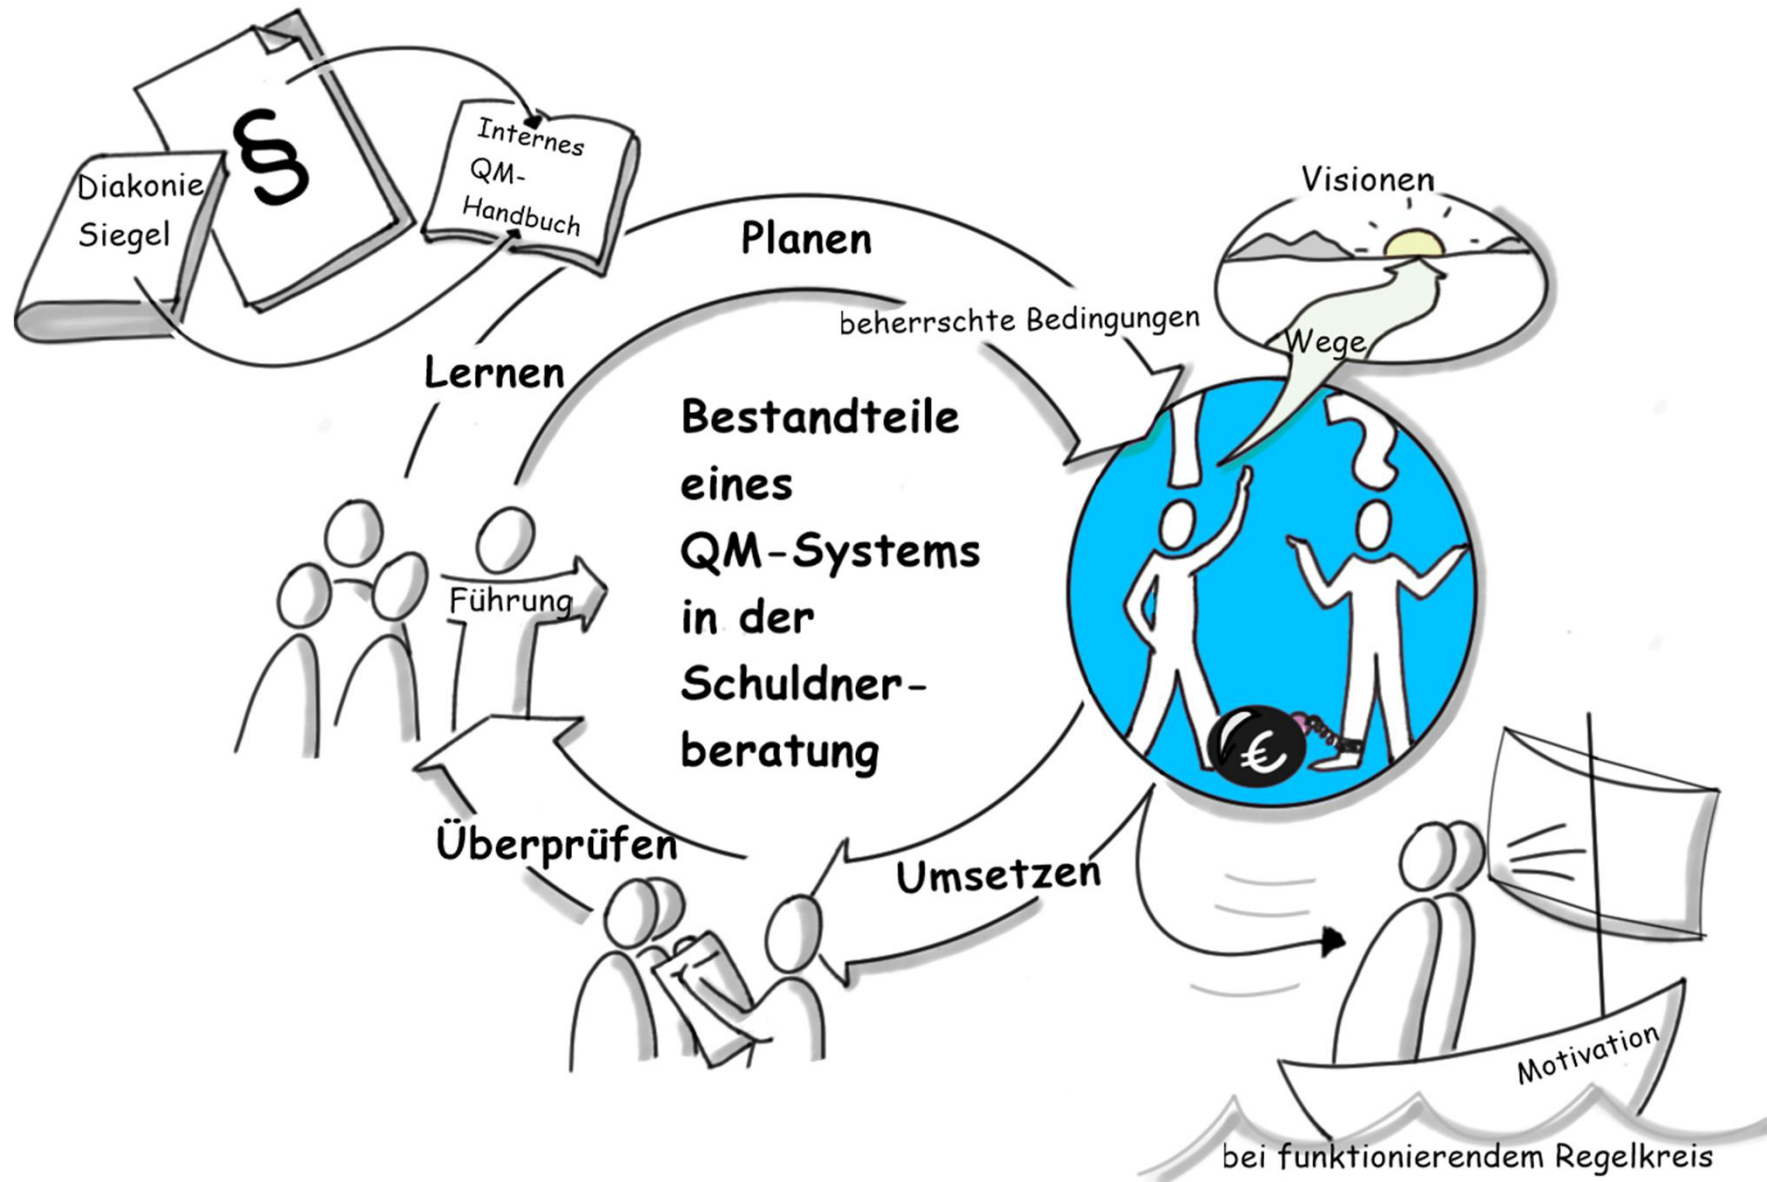 Diakonie
Siegel
§
Internes
QM-
Handbuch
Planen
Visionen
beherrschte Bedingungen
Wege
Lernen
Bestandteile
eines
QM-Systems
in der
Schuldner-
beratung
!
?
Führung
€
Überprüfen
Umsetzen
Motivation
bei funktionierendem Regelkreis